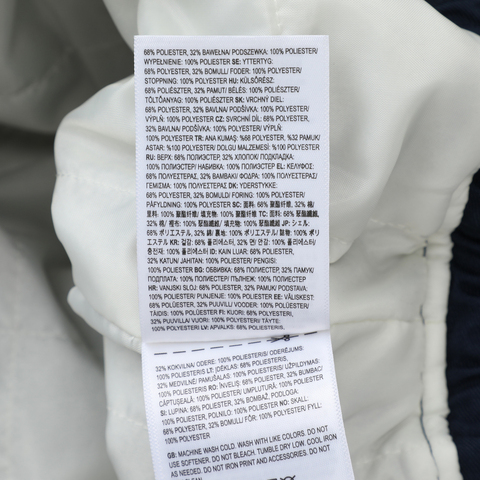 68% POLIESTER, 32% BAWEŁNA/ PODSZEWKA: 100% POLIESTER/
WYPEŁNIENIE: 100% POLIESTER SE: YTTERTYG:
68% POLYESTER, 32% BOMULL/ FODER: 100% POLYESTER/
STOPPNING: 100% POLYESTER HU: KÜLSŐRÉSZ:
68% POLIÉSZTER, 32% PAMUT/ BÉLÉS: 100% POLIÉSZTER/
TÖLTŐANYAG: 100% POLIÉSZTER SK: VRCHNÝ DIEL:
68% POLYESTER, 32% BAVLNA/ PODŠÍVKA: 100% POLYESTER/
VÝPLŇ: 100% POLYESTER CZ: SVRCHNÍ DÍL: 68% POLYESTER,
32% BAVLNA/ PODŠÍVKA: 100% POLYESTER/ VÝPLŇ:
100% POLYESTER TR: ANA KUMAŞ: %68 POLYESTER, %32 PAMUK/
ASTAR: %100 POLYESTER/ DOLGU MALZEMESİ: %100 POLYESTER
RU: ВЕРХ: 68% ПОЛИЭСТЕР, 32% ХЛОПОК/ ПОДКЛАДКА:
100% ПОЛИЭСТЕР/ НАБИВКА: 100% ПОЛИЭСТЕР EL: ΚΕΛΥΦΟΣ:
68% ΠΟΛΥΕΣΤΕΡΑΣ, 32% ΒΑΜΒΑΚΙ/ ΦΟΔΡΑ: 100% ΠΟΛΥΕΣΤΕΡΑΣ/
ΓΕΜΙΣΜΑ: 100% ΠΟΛΥΕΣΤΕΡΑΣ DK: YDERSTYKKE:
68% POLYESTER, 32% BOMULD/ FORING: 100% POLYESTER/
PÅFYLDNING: 100% POLYESTER SC: 面料: 68% 聚酯纤维, 32% 棉/
里料: 100% 聚酯纤维/ 填充物: 100% 聚酯纤维 TC: 面料: 68% 聚酯纖維,
32% 棉/ 裡布: 100% 聚酯纖維/ 填充物: 100% 聚酯纖維 JP: シェル:
68% ポリエステル, 32% 綿/ 裏地: 100% ポリエステル/ 製物: 100% ポリ
エステル KR: 겉감: 68% 폴리에스터, 32% 면/ 안감: 100% 폴리에스터/
충전재: 100% 폴리에스터 ID: KAIN LUAR: 68% POLIESTER,
32% KATUN/ JAHITAN: 100% POLIESTER/ PENGISI:
100% POLIESTER BG: ОБВИВКА: 68% ПОЛИЕСТЕР, 32% ПАМУК/
ПОДПЛАТА: 100% ПОЛИЕСТЕР/ ПЪЛНЕЖ: 100% ПОЛИЕСТЕР
HR: VANJSKI SLOJ: 68% POLIESTER, 32% PAMUK/ PODSTAVA:
100% POLIESTER/ PUNJENJE: 100% POLIESTER EE: VÄLISKEST:
68% POLÜESTER, 32% PUUVILL/ VOODER: 100% POLÜESTER/
TÄIDIS: 100% POLÜESTER FI: KUORI: 68% POLYESTERI,
32% PUUVILLA/ VUORI: 100% POLYESTERI/ TÄYTE:
100% POLYESTERI LV: APVALKS: 68% POLIESTERIS,
32% KOKVILNA/ ODERE: 100% POLIESTERIS/ ODERĒJUMS:
100% POLIESTERIS LT: ĮDĖKLAS: 68% POLIESTERIS,
32% MEDVILNĖ/ PAMUŠALAS: 100% POLIESTERIS/ UŽPILDYMAS:
100% POLIESTERIS RO: ÎNVELIŞ: 68% POLIESTER, 32% BUMBAC/
CĂPTUŞEALĂ: 100% POLIESTER/ UMPLUTURĂ: 100% POLIESTER
SI: LUPINA: 68% POLIESTER, 32% BOMBAŽ, PODLOGA:
100% POLIESTER, POLNILO: 100% POLIESTER NO: SKALL:
68% POLYESTER, 32% BOMULL/ FÔR: 100% POLYESTER/ FYLL:
100% POLYESTER
GB: MACHINE WASH COLD. WASH WITH LIKE COLORS. DO NOT
USE SOFTENER. DO NOT BLEACH. TUMBLE DRY LOW. COOL IRON
AS NEEDED. DO NOT IRON PRINT AND ACCESSORIES. DO NOT
CLEAN